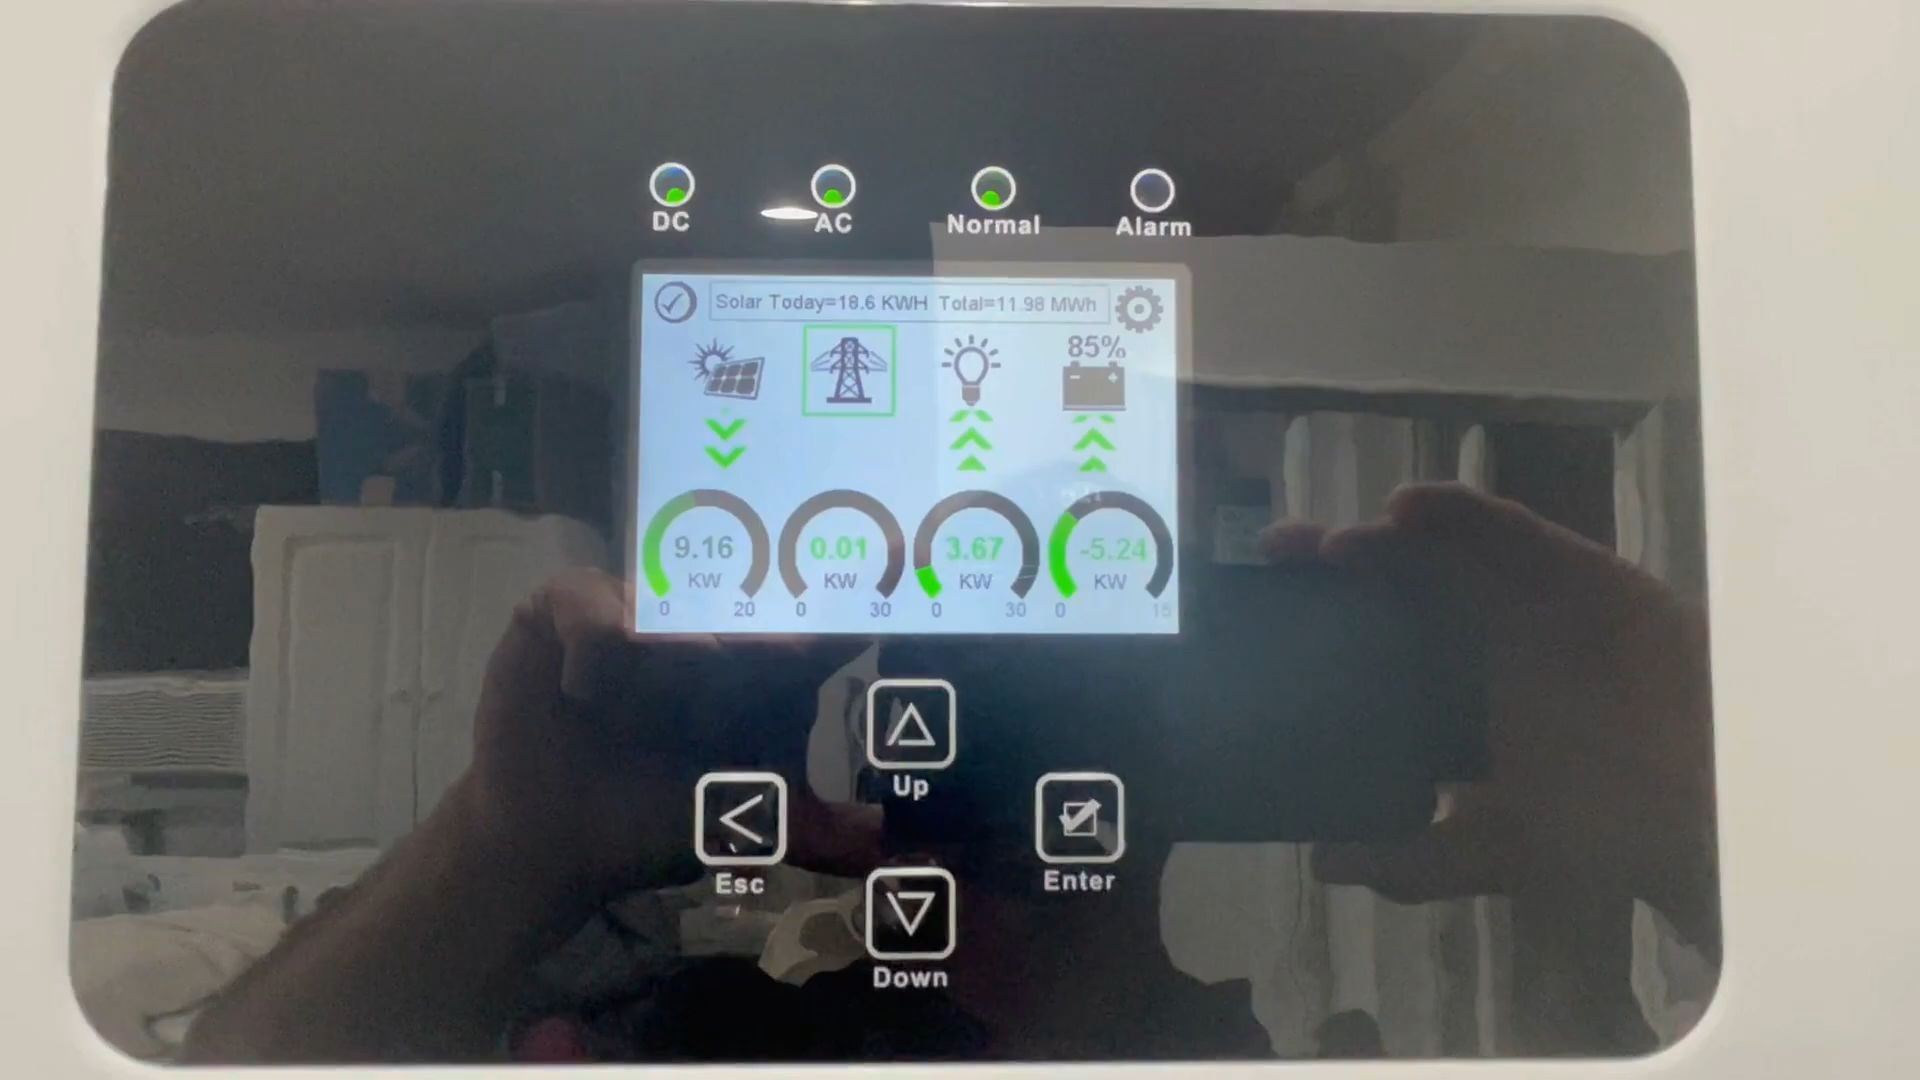 DC AC Normal Alarm
Solar Today=18.6 KWH Total=11.98 MWh
85%
9.16 0.01 3.67 -5.24
KW KW KW KW
0 20 0 30 0 30 0 15
Up
Esc Enter
Down